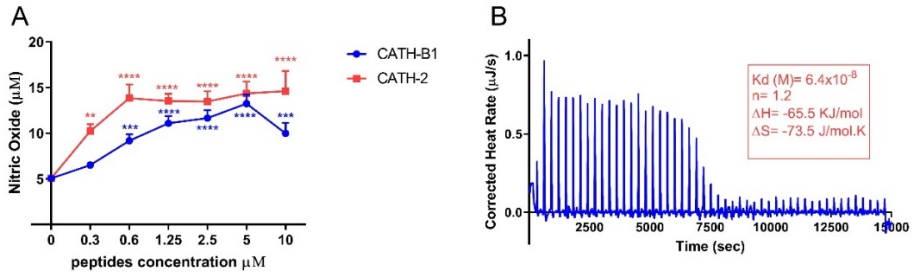 A
Nitric Oxide (μM)
20
15
10
5
**
****
****
****
****
****
***
****
****
****
***
0
0.3
0.6
1.25
2.5
5
10
peptides concentration μM
CATH-B1
CATH-2
B
Corrected Heat Rate (μJ/s)
1.0
0.5
0.0
2500
5000
7500
10000
12500
15000
Time (sec)
Kd (M)= 6.4x10⁻⁸
n= 1.2
ΔH= -65.5 KJ/mol
ΔS= -73.5 J/mol.K